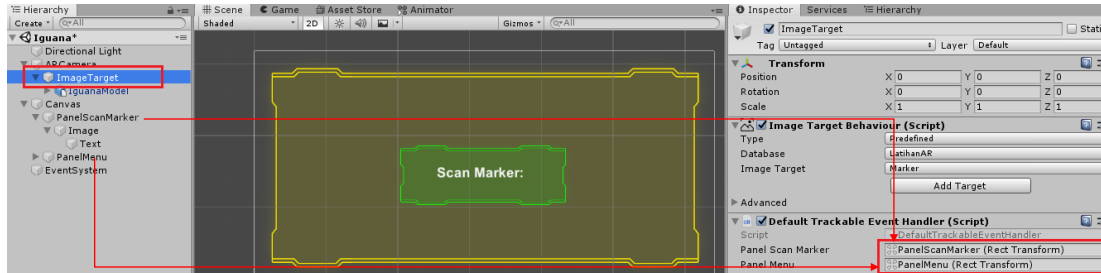 Hierarchy
Create
All
Iguana*
Directional Light
ARCamera
ImageTarget
IguanaModel
Canvas
PanelScanMarker
Image
Text
PanelMenu
EventSystem
Scene Game Asset Store Animator
Shaded 2D Gizmos All
Scan Marker:
Inspector Services Hierarchy
ImageTarget Stati
Tag Untagged Layer Default
Transform
Position X 0 Y 0 Z 0
Rotation X 0 Y 0 Z 0
Scale X 1 Y 1 Z 1
Image Target Behaviour (Script)
Type Predefined
Database LatihanAR
Image Target Marker
Add Target
Advanced
Default Trackable Event Handler (Script)
Script DefaultTrackableEventHandler
Panel Scan Marker PanelScanMarker (Rect Transform)
Panel Menu PanelMenu (Rect Transform)